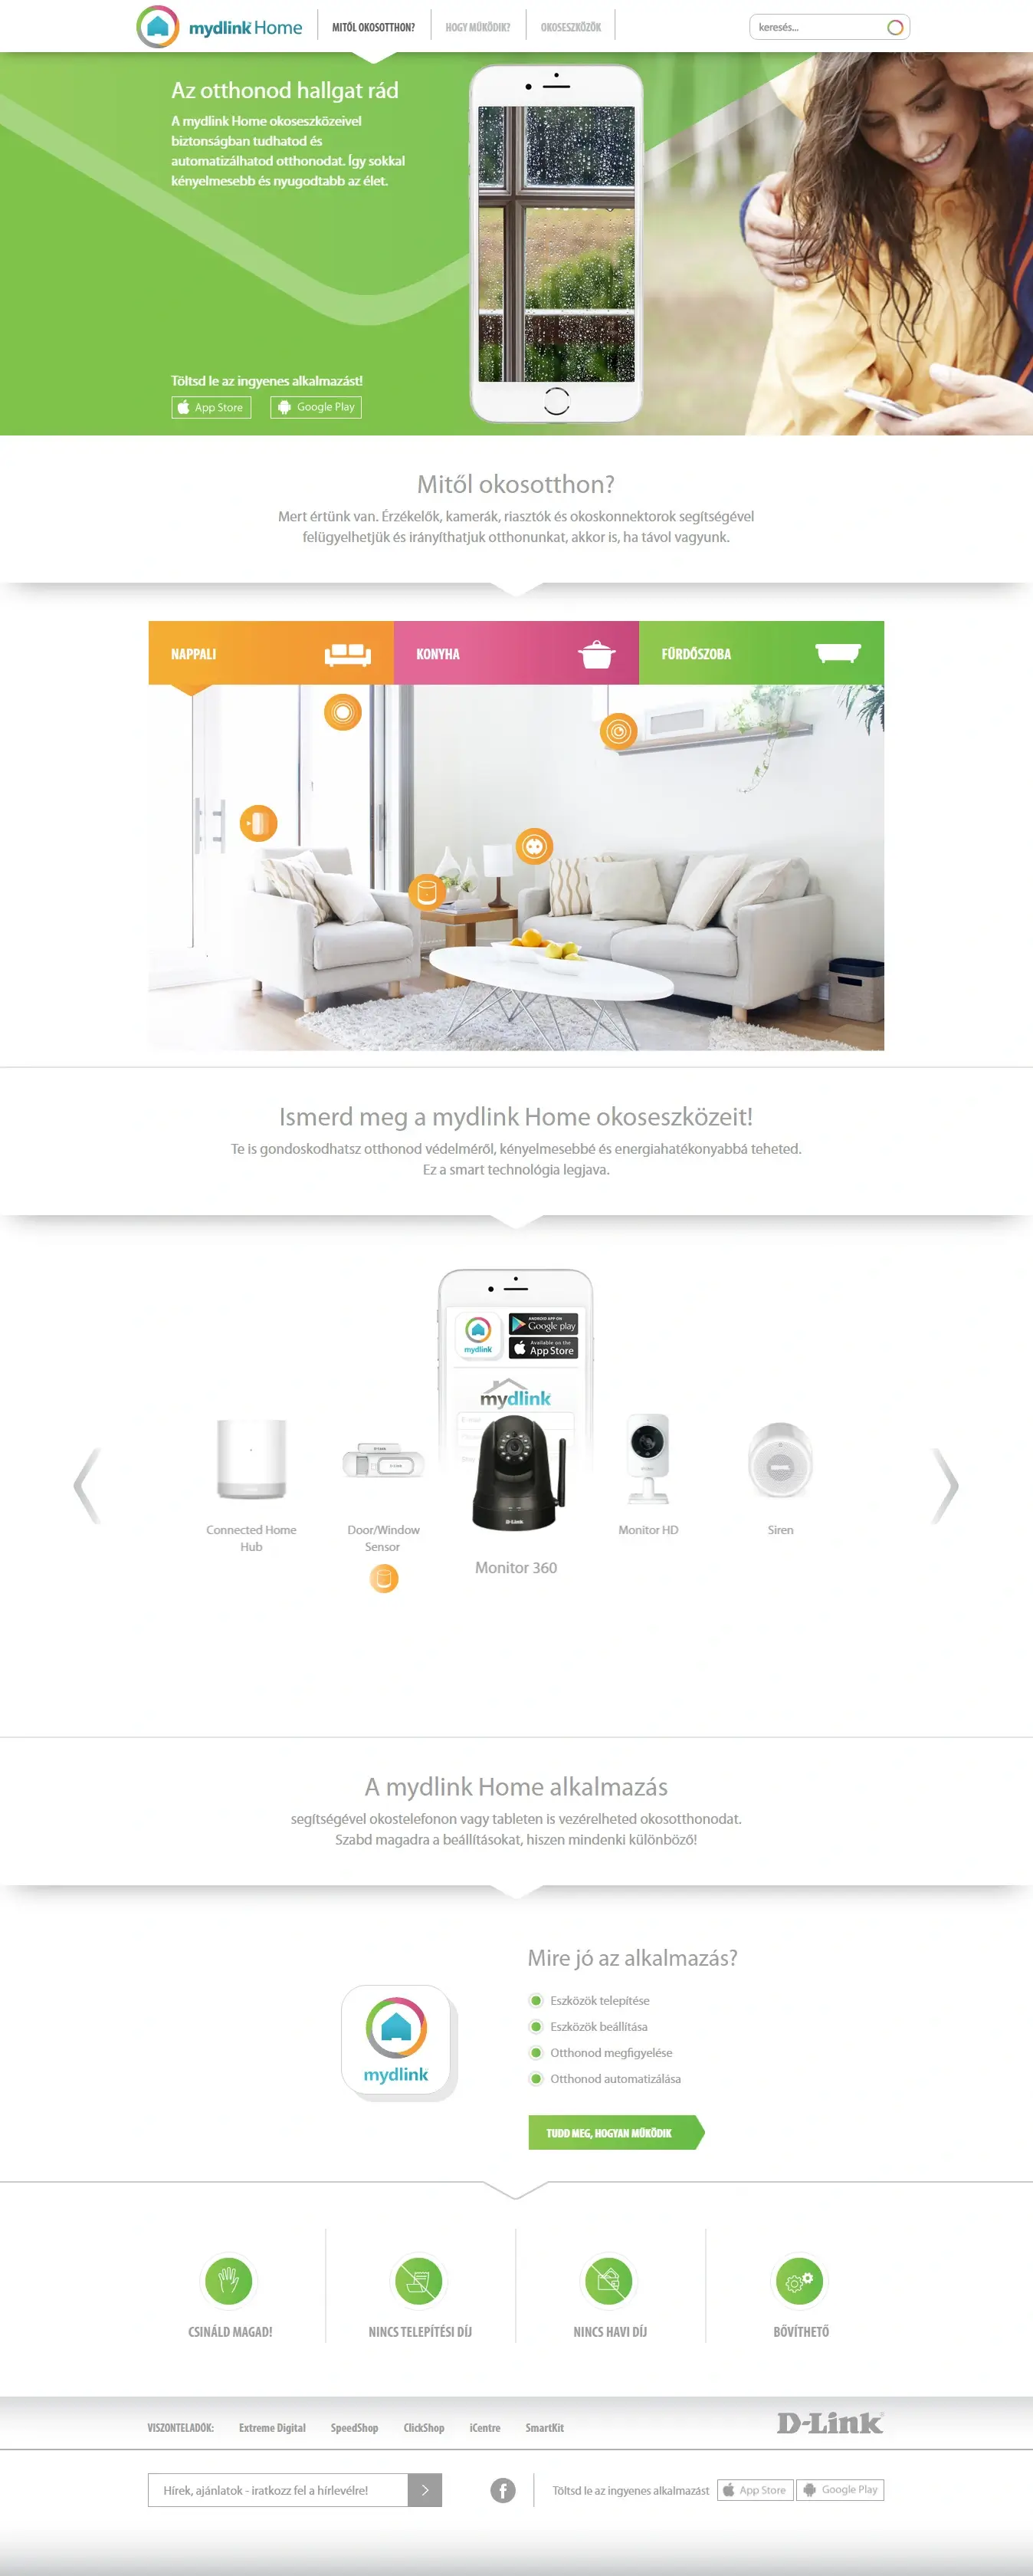 mydlink Home
MITŐL OKOSOTTHON?
HOGY MŰKÖDIK?
OKOSESZKÖZÖK
keresés...
Az otthonod hallgat rád
A mydlink Home okoseszközeivel
biztonságban tudhatod és
automatizálhatod otthonodat. Így sokkal
kényelmesebb és nyugodtabb az élet.
Töltsd le az ingyenes alkalmazást!
App Store
Google Play
Mitől okosotthon?
Mert értünk van. Érzékelők, kamerák, riasztók és okoskonnektorok segítségével
felügyelhetjük és irányíthatjuk otthonunkat, akkor is, ha távol vagyunk.
NAPPALI
KONYHA
FÜRDŐSZOBA
Ismerd meg a mydlink Home okoseszközeit!
Te is gondoskodhatsz otthonod védelméről, kényelmesebbé és energiahatékonyabbá teheted.
Ez a smart technológia legjava.
mydlink
ANDROID APP ON
Google play
Available on the
App Store
mydlink
E-mail
D-Link
Connected Home
Hub
Door/Window
Sensor
Monitor 360
Monitor HD
Siren
A mydlink Home alkalmazás
segítségével okostelefonon vagy tableten is vezérelheted okosotthonodat.
Szabd magadra a beállításokat, hiszen mindenki különböző!
mydlink
Mire jó az alkalmazás?
Eszközök telepítése
Eszközök beállítása
Otthonod megfigyelése
Otthonod automatizálása
TUDD MEG, HOGYAN MŰKÖDIK
CSINÁLD MAGAD!
NINCS TELEPÍTÉSI DÍJ
NINCS HAVI DÍJ
BŐVÍTHETŐ
VISZONTELADÓK:
Extreme Digital
SpeedShop
ClickShop
iCentre
SmartKit
D-Link
Hírek, ajánlatok - iratkozz fel a hírlevélre!
Töltsd le az ingyenes alkalmazást
App Store
Google Play